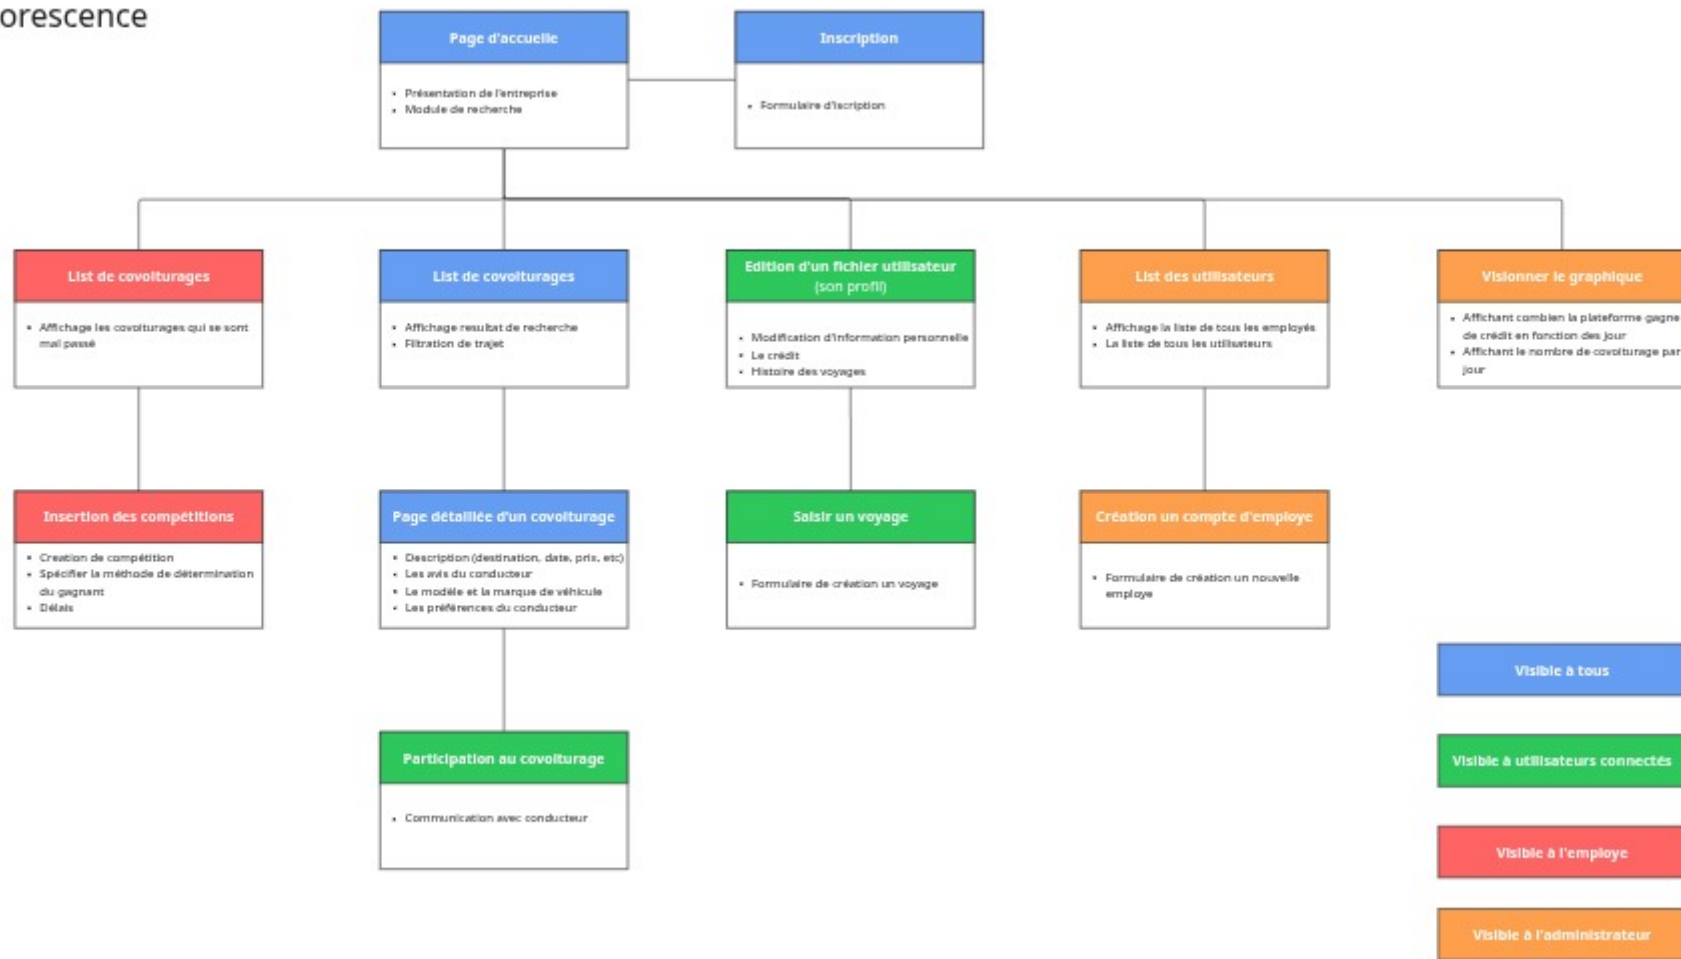 orescence
Page d'accuelle
Présentation de l'entreprise
Module de recherche
Inscription
Formulaire d'iscription
List de covoiturages
Affichage les covoiturages qui se sont
mal passé
List de covoiturages
Affichage resultat de recherche
Filtration de trajet
Edition d'un fichier utilisateur
(son profil)
Modification d'information personnelle
Le crédit
Histoire des voyages
List des utilisateurs
Affichage la liste de tous les employés
La liste de tous les utilisateurs
Visionner le graphique
Affichant combien la plateforme gagne
de crédit en fonction des jour
Affichant le nombre de covoiturage par
jour
Insertion des compétitions
Creation de compétition
Spécifier la méthode de détermination
du gagnant
Délais
Page détaillée d'un covoiturage
Description (destination, date, prix, etc)
Les avis du conducteur
Le modèle et la marque de véhicule
Les préférences du conducteur
Saisir un voyage
Formulaire de création un voyage
Création un compte d'employe
Formulaire de création un nouvelle
employe
Participation au covoiturage
Communication avec conducteur
Visible à tous
Visible à utilisateurs connectés
Visible à l'employe
Visible à l'administrateur